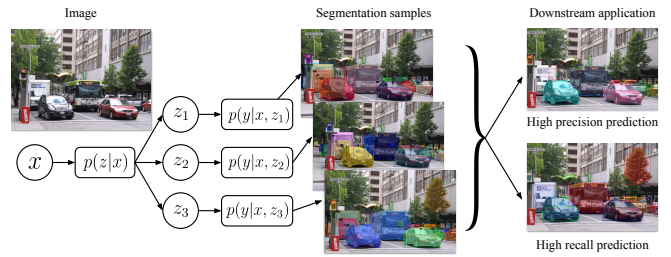 Image
Segmentation samples
Downstream application
x
p(z|x)
z₁
z₂
z₃
p(y|x, z₁)
p(y|x, z₂)
p(y|x, z₃)
High precision prediction
High recall prediction